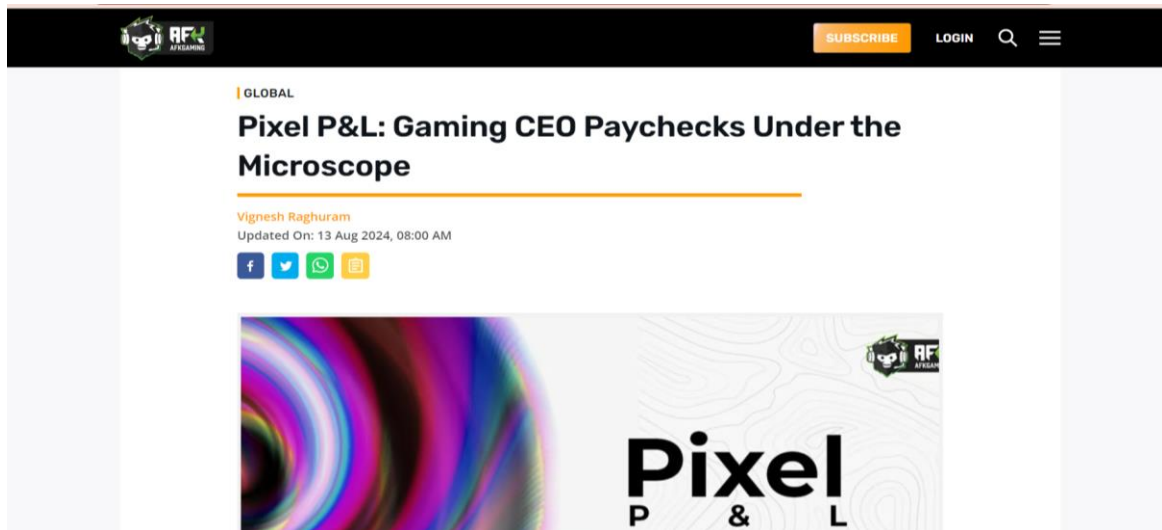 AFK
AFKGAMING
SUBSCRIBE
LOGIN
GLOBAL
Pixel P&L: Gaming CEO Paychecks Under the
Microscope
Vignesh Raghuram
Updated On: 13 Aug 2024, 08:00 AM
AF
AFKGAM
Pixel
P & L